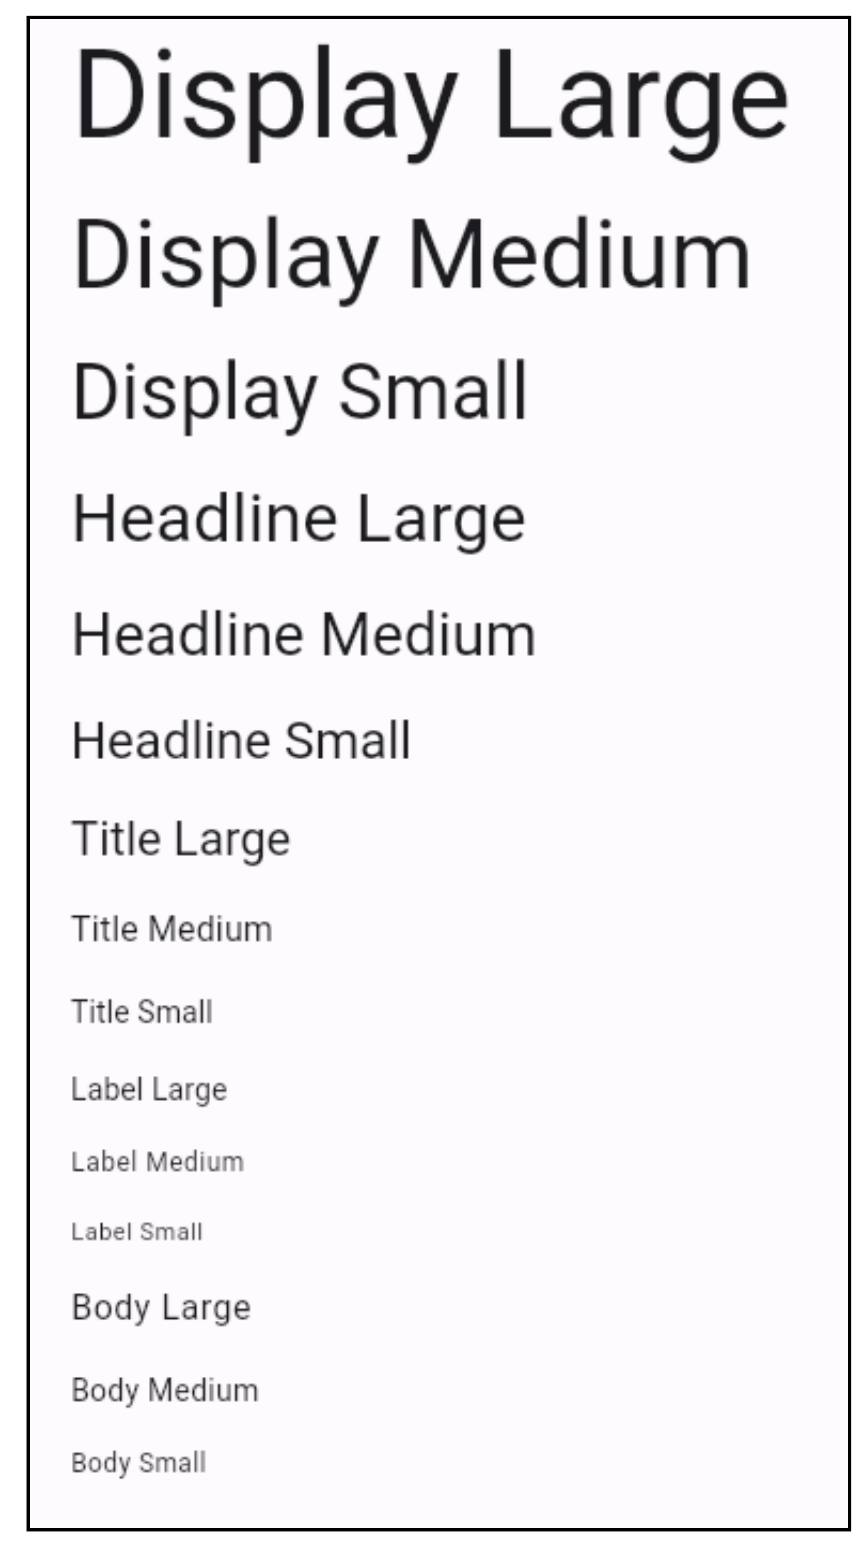 Display Large
Display Medium
Display Small
Headline Large
Headline Medium
Headline Small
Title Large
Title Medium
Title Small
Label Large
Label Medium
Label Small
Body Large
Body Medium
Body Small